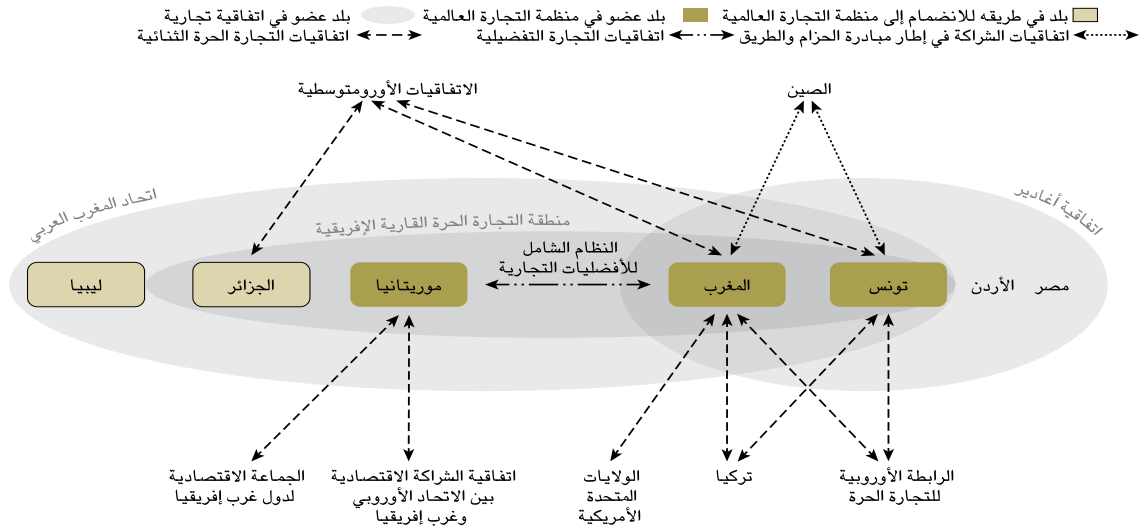 بلد في طريقه للانضمام إلى منظمة التجارة العالمية
بلد عضو في منظمة التجارة العالمية
بلد عضو في اتفاقية تجارية
اتفاقيات الشراكة في إطار مبادرة الحزام والطريق
اتفاقيات التجارة التفضيلية
اتفاقيات التجارة الحرة الثنائية
الصين
الاتفاقيات الأورومتوسطية
اتفاقية أغادير
اتحاد المغرب العربي
منطقة التجارة الحرة القارية الإفريقية
النظام الشامل
للأفضليات التجارية
مصر
الأردن
تونس
المغرب
موريتانيا
الجزائر
ليبيا
الرابطة الأوروبية
للتجارة الحرة
تركيا
الولايات
المتحدة
الأمريكية
اتفاقية الشراكة الاقتصادية
بين الاتحاد الأوروبي
وغرب إفريقيا
الجماعة الاقتصادية
لدول غرب إفريقيا